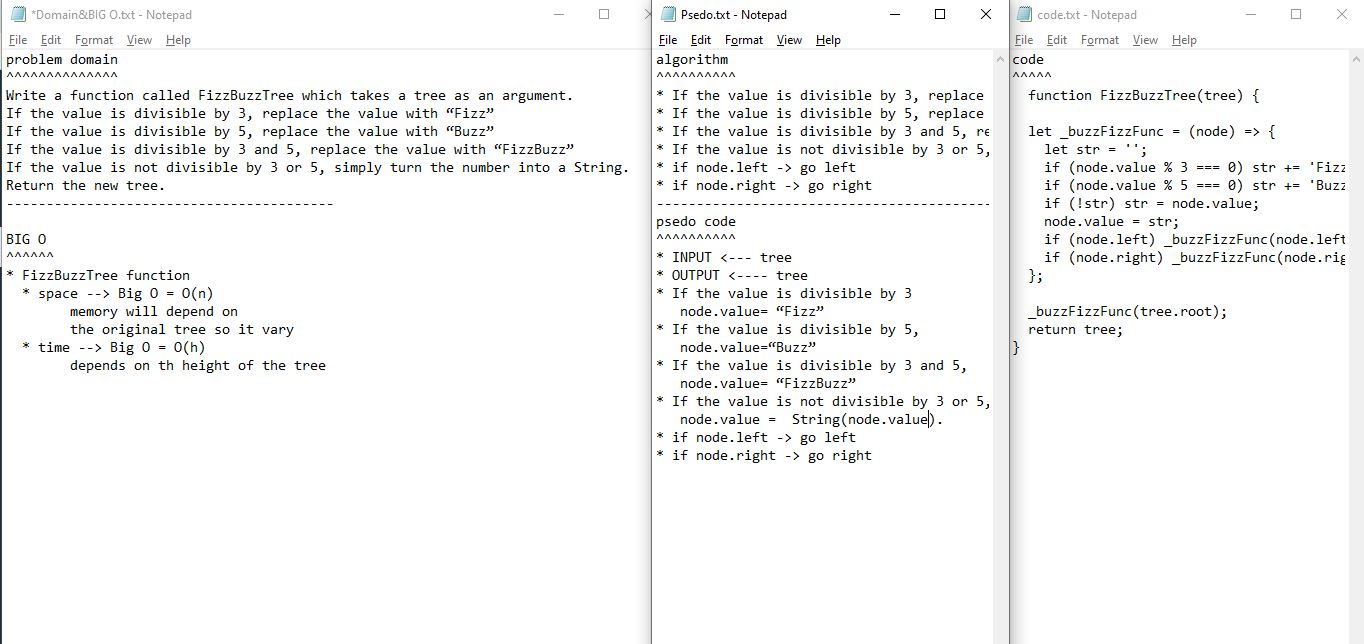 *Domain&BIG O.txt - Notepad
File Edit Format View Help
problem domain
^^^^^^^^^^^^^^
Write a function called FizzBuzzTree which takes a tree as an argument.
If the value is divisible by 3, replace the value with “Fizz”
If the value is divisible by 5, replace the value with “Buzz”
If the value is divisible by 3 and 5, replace the value with “FizzBuzz”
If the value is not divisible by 3 or 5, simply turn the number into a String.
Return the new tree.
-----------------------------------------
BIG O
^^^^^^
* FizzBuzzTree function
* space --> Big O = O(n)
memory will depend on
the original tree so it vary
* time --> Big O = O(h)
depends on th height of the tree
Psedo.txt - Notepad
File Edit Format View Help
algorithm
^^^^^^^^^^
* If the value is divisible by 3, replace
* If the value is divisible by 5, replace
* If the value is divisible by 3 and 5, re
* If the value is not divisible by 3 or 5,
* if node.left -> go left
* if node.right -> go right
------------------------------------------
psedo code
^^^^^^^^^^
* INPUT <--- tree
* OUTPUT <---- tree
* If the value is divisible by 3
node.value= “Fizz”
* If the value is divisible by 5,
node.value=“Buzz”
* If the value is divisible by 3 and 5,
node.value= “FizzBuzz”
* If the value is not divisible by 3 or 5,
node.value =  String(node.value).
* if node.left -> go left
* if node.right -> go right
code.txt - Notepad
File Edit Format View Help
code
^^^^^
function FizzBuzzTree(tree) {
let _buzzFizzFunc = (node) => {
let str = '';
if (node.value % 3 === 0) str += 'Fizz
if (node.value % 5 === 0) str += 'Buzz
if (!str) str = node.value;
node.value = str;
if (node.left) _buzzFizzFunc(node.left
if (node.right) _buzzFizzFunc(node.rig
};
_buzzFizzFunc(tree.root);
return tree;
}